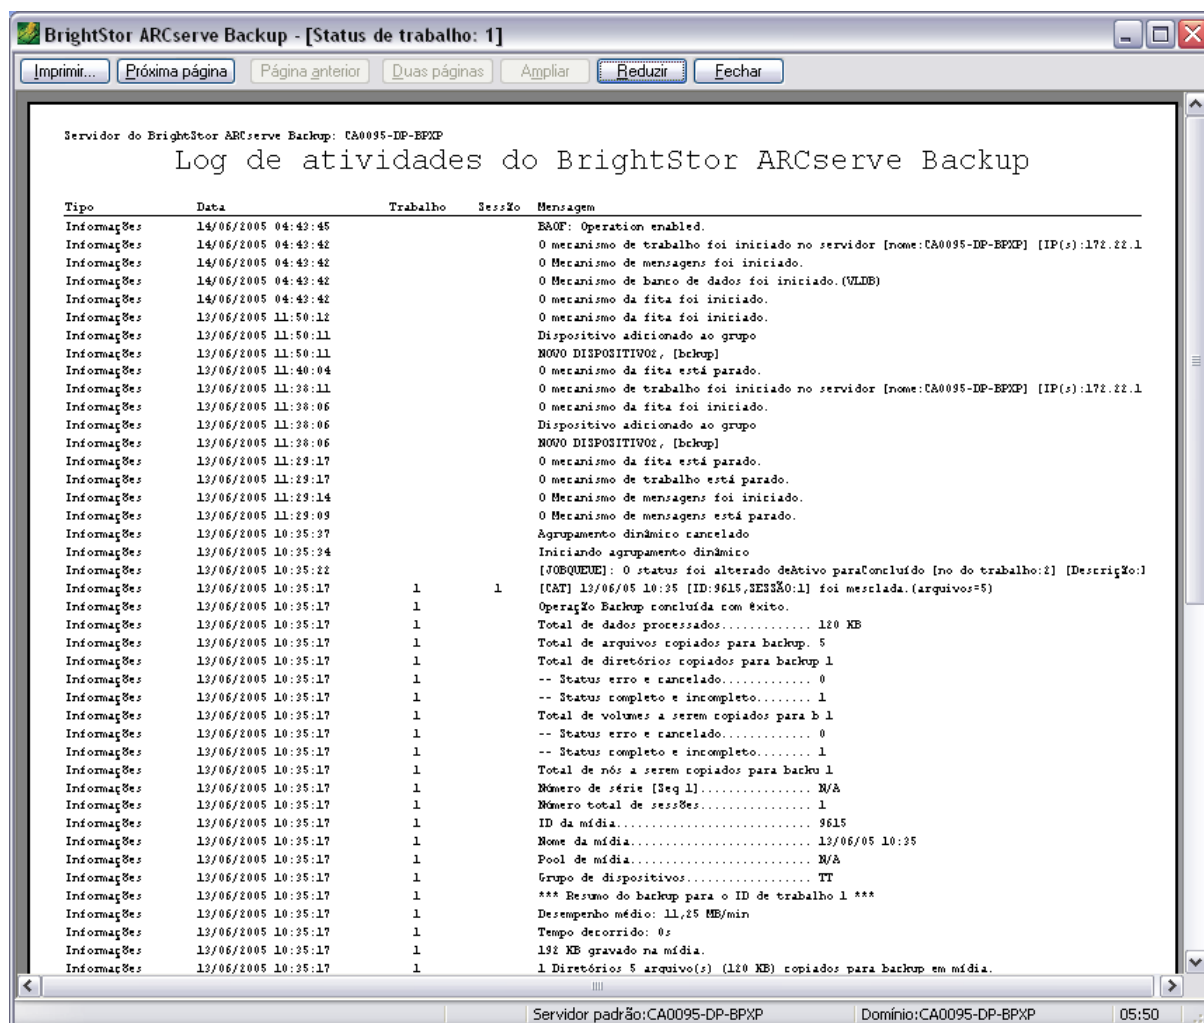 BrightStor ARCserve Backup - [Status de trabalho: 1]
Imprimir... Próxima página Página anterior Duas páginas Ampliar Reduzir Fechar
Servidor do BrightStor ARCserve Backup: CA0095-DP-BPXP
Log de atividades do BrightStor ARCserve Backup
Tipo Data Trabalho Sessão Mensagem
Informações 14/06/2005 04:43:45 BAOF: Operation enabled.
Informações 14/06/2005 04:43:42 O mecanismo de trabalho foi iniciado no servidor [nome:CA0095-DP-BPXP] [IP(s):172.22.1
Informações 14/06/2005 04:43:42 O Mecanismo de mensagens foi iniciado.
Informações 14/06/2005 04:43:42 O Mecanismo de banco de dados foi iniciado.(VLDB)
Informações 14/06/2005 04:43:42 O mecanismo da fita foi iniciado.
Informações 13/06/2005 11:50:12 O mecanismo da fita foi iniciado.
Informações 13/06/2005 11:50:11 Dispositivo adicionado ao grupo
Informações 13/06/2005 11:50:11 NOVO DISPOSITIVO2, [bckup]
Informações 13/06/2005 11:40:04 O mecanismo da fita está parado.
Informações 13/06/2005 11:38:11 O mecanismo de trabalho foi iniciado no servidor [nome:CA0095-DP-BPXP] [IP(s):172.22.1
Informações 13/06/2005 11:38:06 O mecanismo da fita foi iniciado.
Informações 13/06/2005 11:38:06 Dispositivo adicionado ao grupo
Informações 13/06/2005 11:38:06 NOVO DISPOSITIVO2, [bckup]
Informações 13/06/2005 11:29:17 O mecanismo da fita está parado.
Informações 13/06/2005 11:29:17 O mecanismo de trabalho está parado.
Informações 13/06/2005 11:29:14 O Mecanismo de mensagens foi iniciado.
Informações 13/06/2005 11:29:09 O Mecanismo de mensagens está parado.
Informações 13/06/2005 10:35:37 Agrupamento dinâmico cancelado
Informações 13/06/2005 10:35:34 Iniciando agrupamento dinâmico
Informações 13/06/2005 10:35:22 [JOBQUEUE]: O status foi alterado deAtivo paraConcluído [no do trabalho:2] [Descrição:]
Informações 13/06/2005 10:35:17 1 1 [CAT] 13/06/05 10:35 [ID:9615,SESSÃO:1] foi mesclada.(arquivos=5)
Informações 13/06/2005 10:35:17 1 Operação Backup concluída com êxito.
Informações 13/06/2005 10:35:17 1 Total de dados processados............. 120 KB
Informações 13/06/2005 10:35:17 1 Total de arquivos copiados para backup. 5
Informações 13/06/2005 10:35:17 1 Total de diretórios copiados para backup 1
Informações 13/06/2005 10:35:17 1 -- Status erro e cancelado............. 0
Informações 13/06/2005 10:35:17 1 -- Status completo e incompleto........ 1
Informações 13/06/2005 10:35:17 1 Total de volumes a serem copiados para b 1
Informações 13/06/2005 10:35:17 1 -- Status erro e cancelado............. 0
Informações 13/06/2005 10:35:17 1 -- Status completo e incompleto........ 1
Informações 13/06/2005 10:35:17 1 Total de nós a serem copiados para backu 1
Informações 13/06/2005 10:35:17 1 Número de série [Seq 1]................ N/A
Informações 13/06/2005 10:35:17 1 Número total de sessões................ 1
Informações 13/06/2005 10:35:17 1 ID da mídia............................ 9615
Informações 13/06/2005 10:35:17 1 Nome da mídia.......................... 13/06/05 10:35
Informações 13/06/2005 10:35:17 1 Pool de mídia.......................... N/A
Informações 13/06/2005 10:35:17 1 Grupo de dispositivos.................. TT
Informações 13/06/2005 10:35:17 1 *** Resumo do backup para o ID de trabalho 1 ***
Informações 13/06/2005 10:35:17 1 Desempenho médio: 11,25 MB/min
Informações 13/06/2005 10:35:17 1 Tempo decorrido: 0s
Informações 13/06/2005 10:35:17 1 192 KB gravado na mídia.
Informações 13/06/2005 10:35:17 1 1 Diretórios 5 arquivo(s) (120 KB) copiados para backup em mídia.
Servidor padrão:CA0095-DP-BPXP Domínio:CA0095-DP-BPXP 05:50